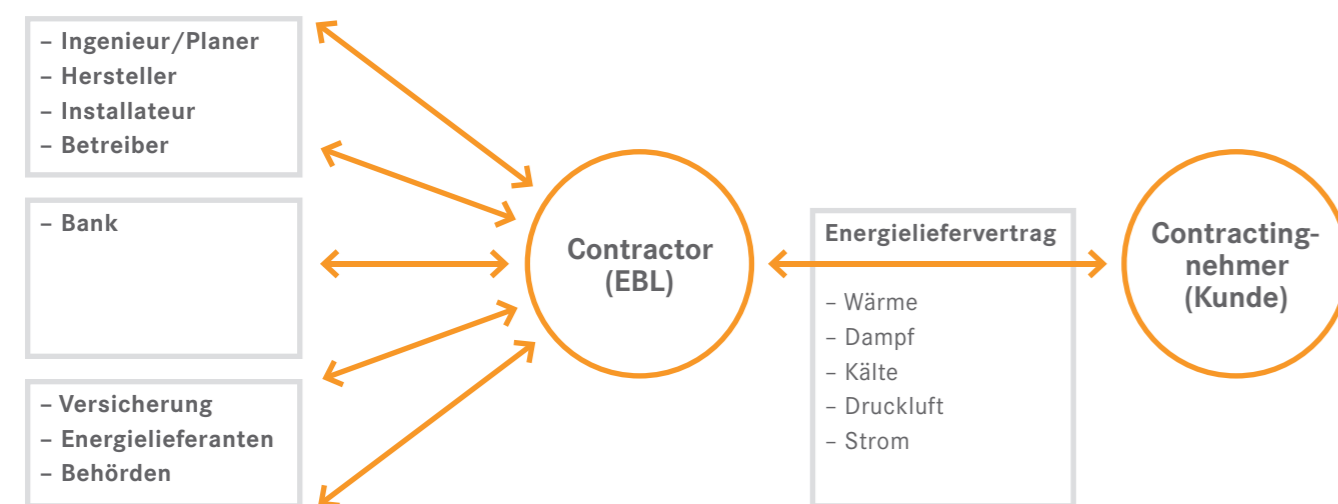 – Ingenieur/Planer
– Hersteller
– Installateur
– Betreiber
– Bank
– Versicherung
– Energielieferanten
– Behörden
Contractor
(EBL)
Energieliefervertrag
– Wärme
– Dampf
– Kälte
– Druckluft
– Strom
Contracting-
nehmer
(Kunde)